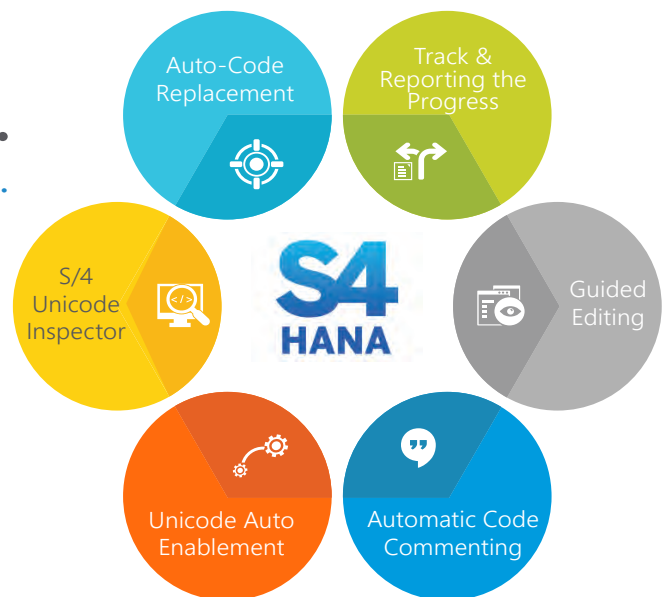 Auto-Code
Replacement
Track &
Reporting the
Progress
S/4
Unicode
Inspector
S4
HANA
Guided
Editing
Unicode Auto
Enablement
Automatic Code
Commenting